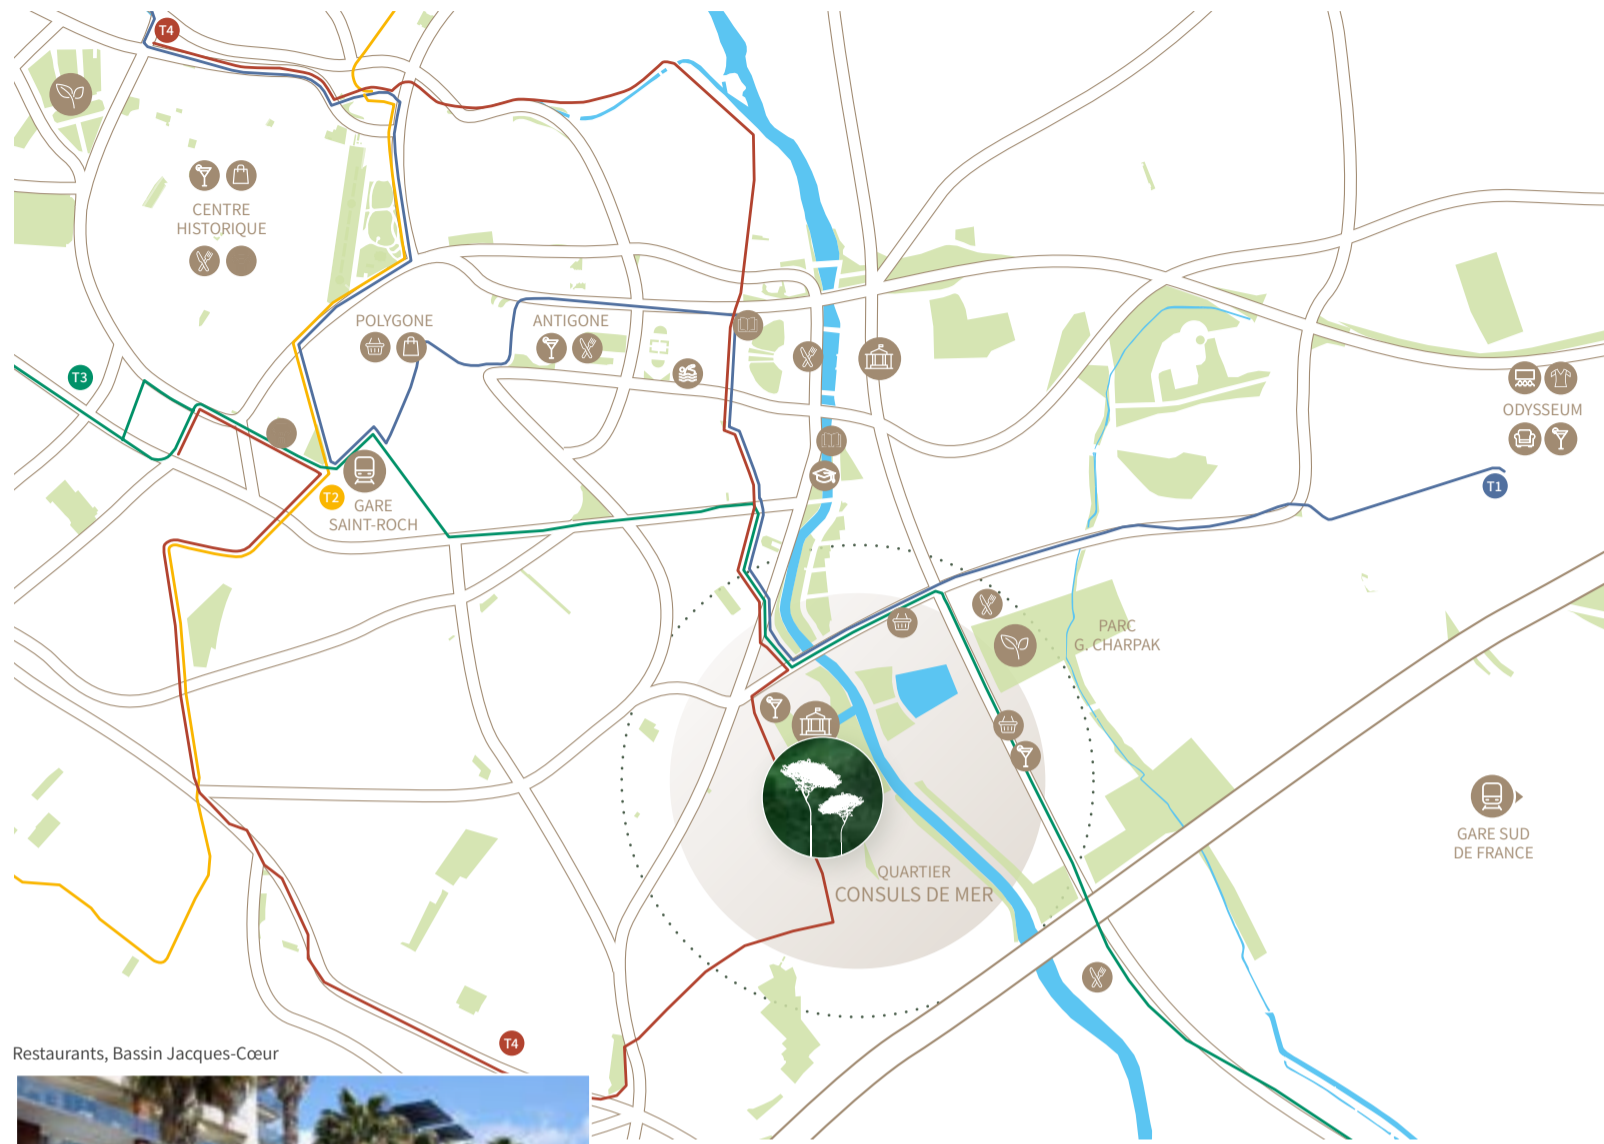 T4
CENTRE
HISTORIQUE
POLYGONE
ANTIGONE
T3
ODYSSEUM
T1
T2
GARE
SAINT-ROCH
PARC
G. CHARPAK
GARE SUD
DE FRANCE
QUARTIER
CONSULS DE MER
T4
Restaurants, Bassin Jacques-Cœur